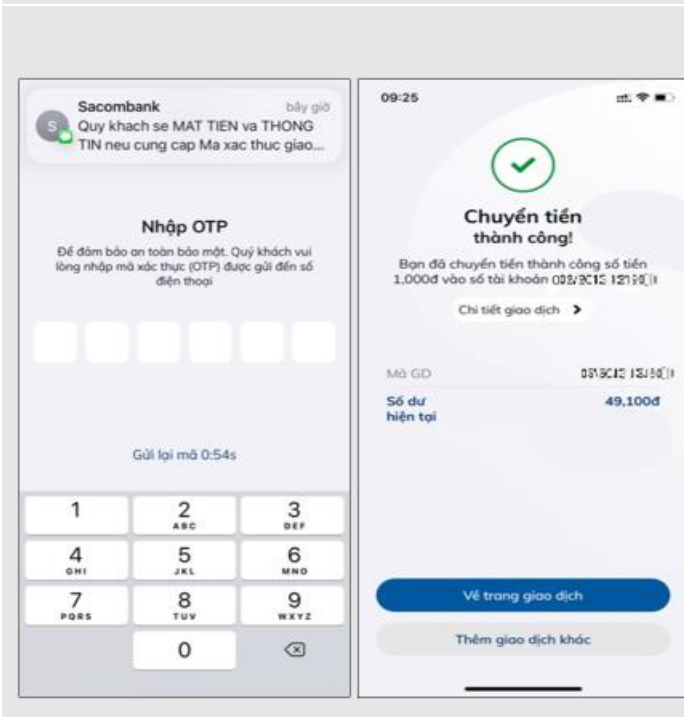 Sacombank
bây giờ
S
Quy khach se MAT TIEN va THONG
TIN neu cung cap Ma xac thuc giao...
Nhập OTP
Để đảm bảo an toàn bảo mật. Quý khách vui
lòng nhập mã xác thực (OTP) được gửi đến số
điện thoại
Gửi lại mã 0:54s
1
2
ABC
3
DEF
4
GHI
5
JKL
6
MNO
7
PQRS
8
TUV
9
WXYZ
0
09:25
Chuyển tiền
thành công!
Bạn đã chuyển tiền thành công số tiền
1,000đ vào số tài khoản
Chi tiết giao dịch
Mã GD
Số dư
hiện tại
49,100đ
Về trang giao dịch
Thêm giao dịch khác